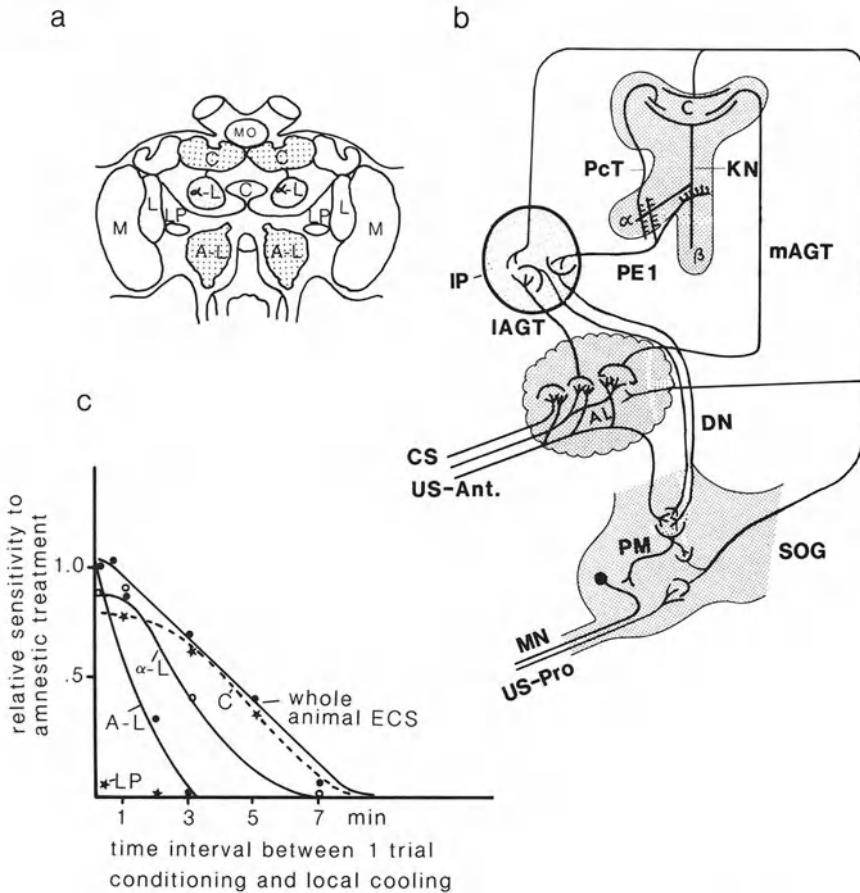 a
MO
C C
α-L C α-L
M L LP LP L M
A-L A-L
b
C
PcT KN
α
β
mAGT
IP
PE1
lAGT
AL
DN
CS
US-Ant.
PM
SOG
MN
US-Pro
c
relative sensitivity to
amnestic treatment
1.0
.5
α-L
A-L
C
whole
animal ECS
LP
1 3 5 7 min
time interval between 1 trial
conditioning and local cooling